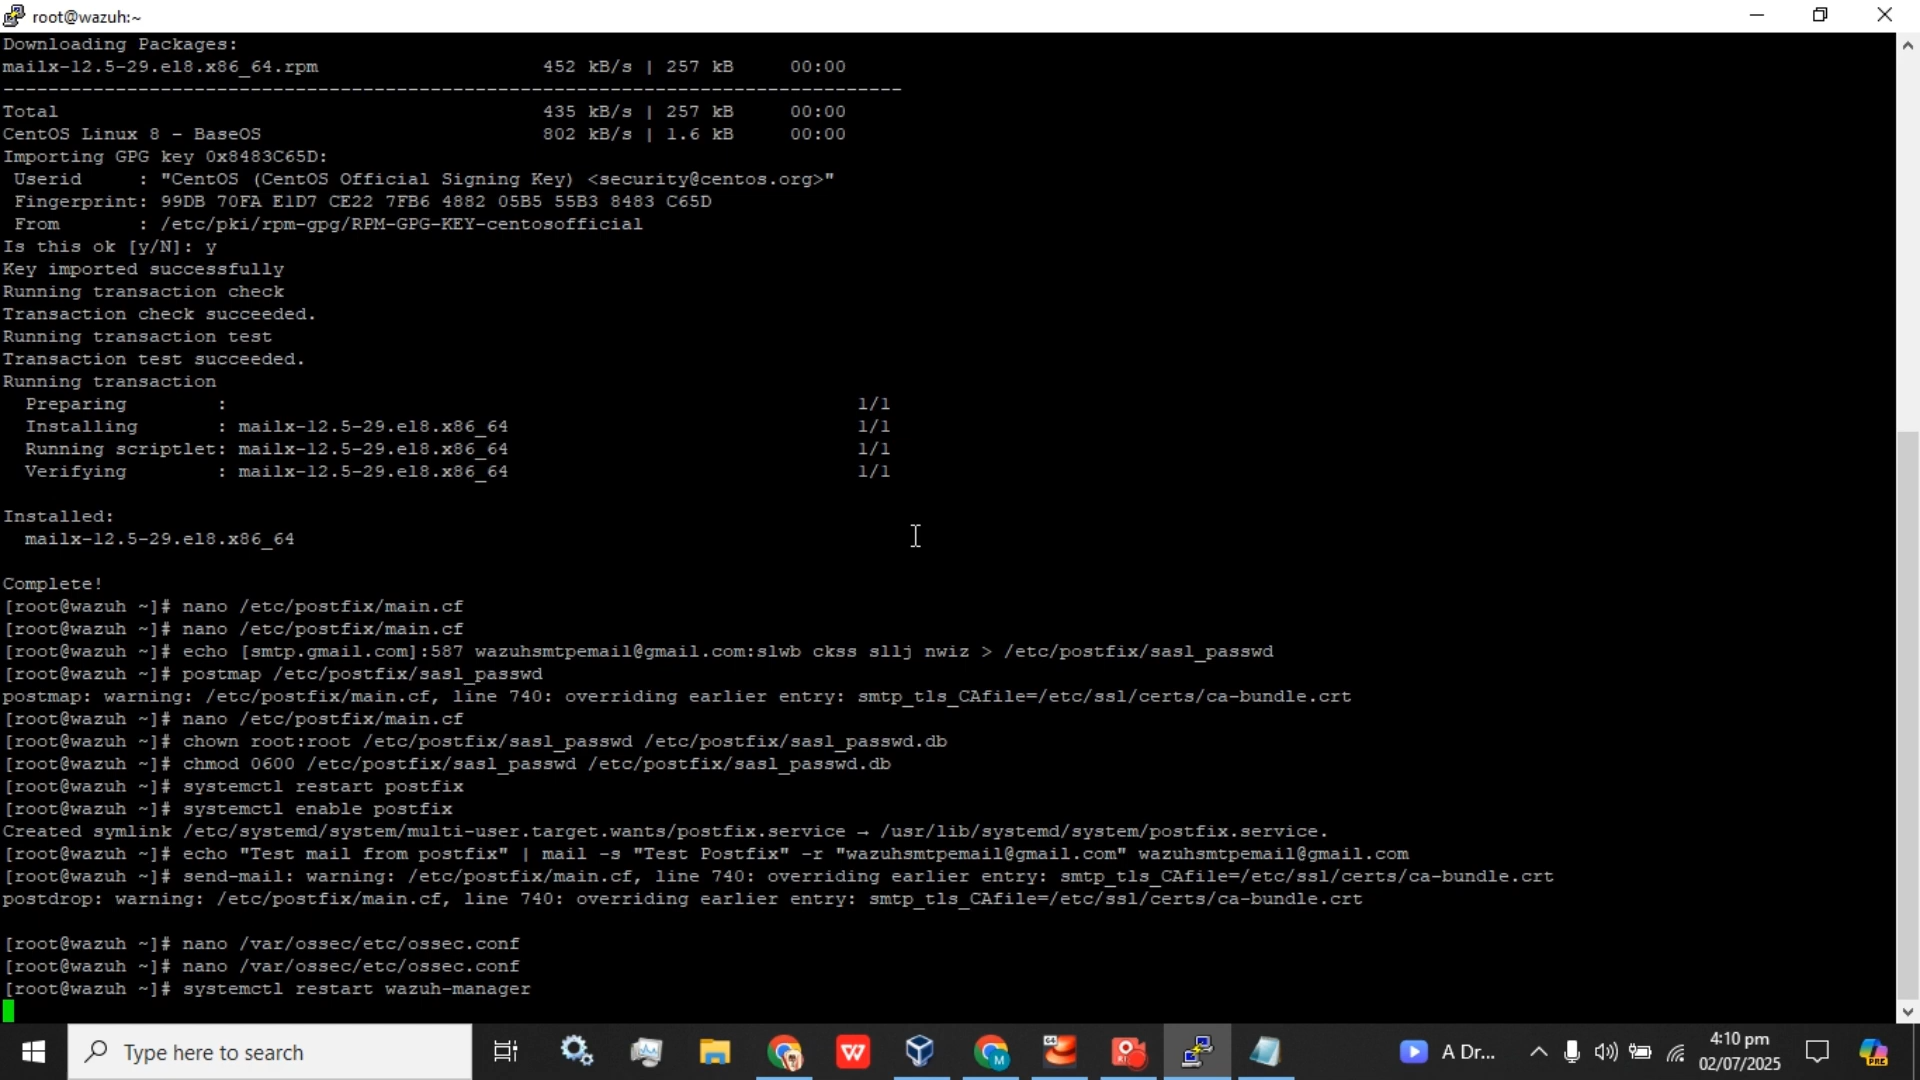 root@wazuh:~
Downloading Packages:
mailx-12.5-29.el8.x86_64.rpm 452 kB/s | 257 kB 00:00
--------------------------------------------------------------------------------
Total 435 kB/s | 257 kB 00:00
CentOS Linux 8 - BaseOS 802 kB/s | 1.6 kB 00:00
Importing GPG key 0x8483C65D:
Userid : "CentOS (CentOS Official Signing Key) <security@centos.org>"
Fingerprint: 99DB 70FA E1D7 CE22 7FB6 4882 05B5 55B3 8483 C65D
From : /etc/pki/rpm-gpg/RPM-GPG-KEY-centosofficial
Is this ok [y/N]: y
Key imported successfully
Running transaction check
Transaction check succeeded.
Running transaction test
Transaction test succeeded.
Running transaction
Preparing : 1/1
Installing : mailx-12.5-29.el8.x86_64 1/1
Running scriptlet: mailx-12.5-29.el8.x86_64 1/1
Verifying : mailx-12.5-29.el8.x86_64 1/1
Installed:
mailx-12.5-29.el8.x86_64
Complete!
[root@wazuh ~]# nano /etc/postfix/main.cf
[root@wazuh ~]# nano /etc/postfix/main.cf
[root@wazuh ~]# echo [smtp.gmail.com]:587 wazuhsmtpemail@gmail.com:slwb ckss sllj nwiz > /etc/postfix/sasl_passwd
[root@wazuh ~]# postmap /etc/postfix/sasl_passwd
postmap: warning: /etc/postfix/main.cf, line 740: overriding earlier entry: smtp_tls_CAfile=/etc/ssl/certs/ca-bundle.crt
[root@wazuh ~]# nano /etc/postfix/main.cf
[root@wazuh ~]# chown root:root /etc/postfix/sasl_passwd /etc/postfix/sasl_passwd.db
[root@wazuh ~]# chmod 0600 /etc/postfix/sasl_passwd /etc/postfix/sasl_passwd.db
[root@wazuh ~]# systemctl restart postfix
[root@wazuh ~]# systemctl enable postfix
Created symlink /etc/systemd/system/multi-user.target.wants/postfix.service → /usr/lib/systemd/system/postfix.service.
[root@wazuh ~]# echo "Test mail from postfix" | mail -s "Test Postfix" -r "wazuhsmtpemail@gmail.com" wazuhsmtpemail@gmail.com
[root@wazuh ~]# send-mail: warning: /etc/postfix/main.cf, line 740: overriding earlier entry: smtp_tls_CAfile=/etc/ssl/certs/ca-bundle.crt
postdrop: warning: /etc/postfix/main.cf, line 740: overriding earlier entry: smtp_tls_CAfile=/etc/ssl/certs/ca-bundle.crt
[root@wazuh ~]# nano /var/ossec/etc/ossec.conf
[root@wazuh ~]# nano /var/ossec/etc/ossec.conf
[root@wazuh ~]# systemctl restart wazuh-manager
Type here to search
A Dr...
4:10 pm
02/07/2025